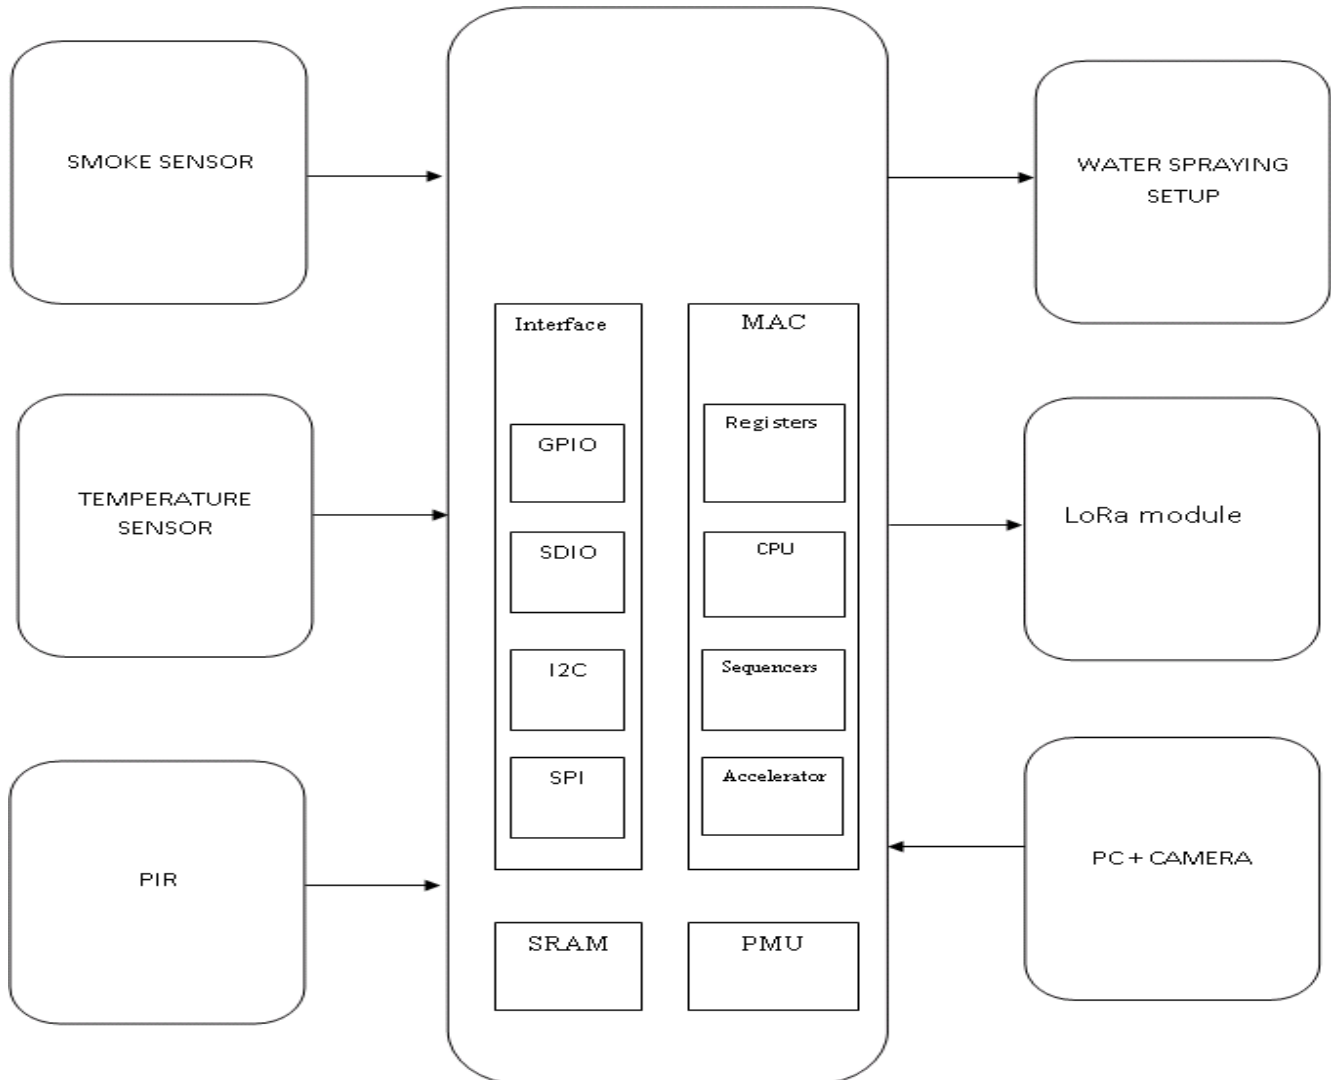 SMOKE SENSOR
TEMPERATURE
SENSOR
PIR
Interface
GPIO
SDIO
I2C
SPI
SRAM
MAC
Registers
CPU
Sequencers
Accelerator
PMU
WATER SPRAYING
SETUP
LoRa module
PC+ CAMERA